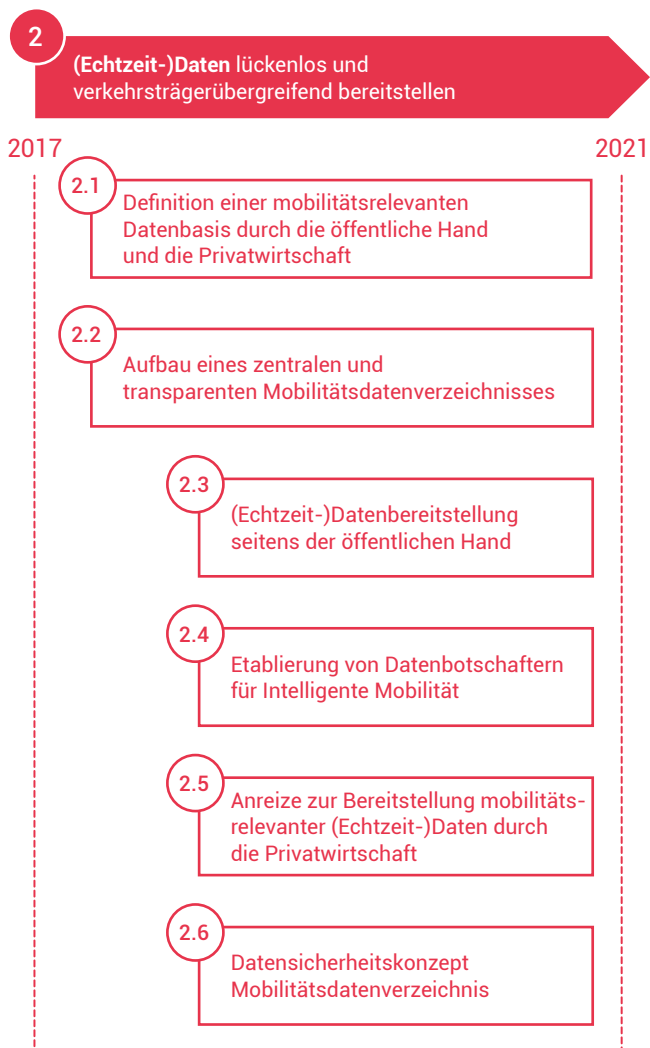 2
(Echtzeit-)Daten lückenlos und
verkehrsträgerübergreifend bereitstellen
2017
2021
2.1
Definition einer mobilitätsrelevanten
Datenbasis durch die öffentliche Hand
und die Privatwirtschaft
2.2
Aufbau eines zentralen und
transparenten Mobilitätsdatenverzeichnisses
2.3
(Echtzeit-)Datenbereitstellung
seitens der öffentlichen Hand
2.4
Etablierung von Datenbotschaftern
für Intelligente Mobilität
2.5
Anreize zur Bereitstellung mobilitäts-
relevanter (Echtzeit-)Daten durch
die Privatwirtschaft
2.6
Datensicherheitskonzept
Mobilitätsdatenverzeichnis